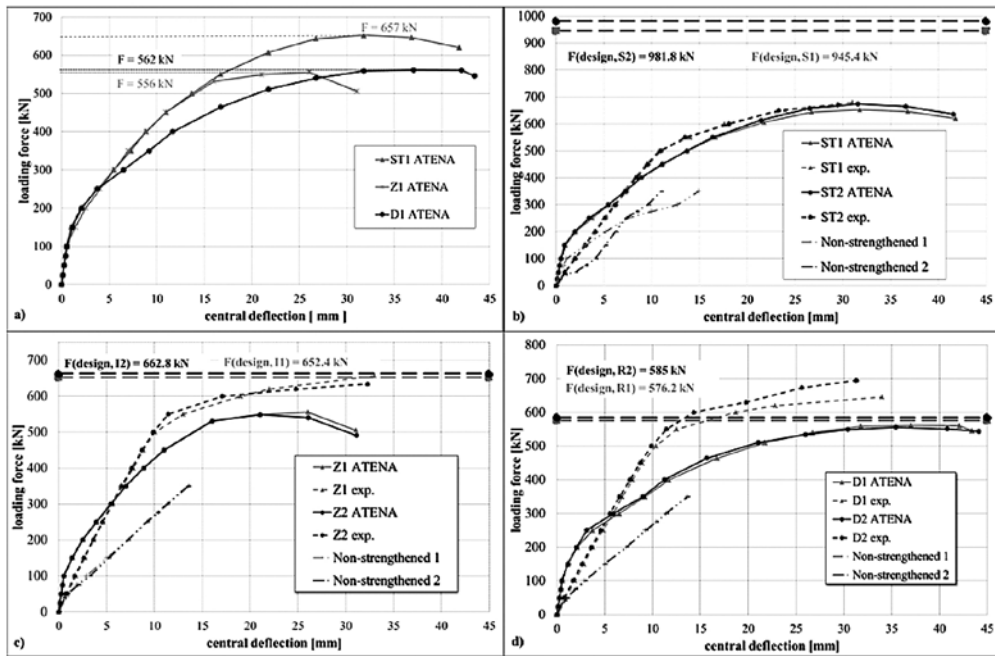 700
600
500
400
300
200
100
0
loading force [kN]
F = 657 kN
F = 562 kN
F = 556 kN
ST1 ATENA
Z1 ATENA
D1 ATENA
0 5 10 15 20 25 30 35 40 45
central deflection [ mm ]
a)
1000
900
800
700
600
500
400
300
200
100
0
loading force [kN]
F(design, S2) = 981.8 kN F(design, S1) = 945.4 kN
ST1 ATENA
ST1 exp.
ST2 ATENA
ST2 exp.
Non-strengthened 1
Non-strengthened 2
0 5 10 15 20 25 30 35 40 45
central deflection [mm]
b)
700
600
500
400
300
200
100
0
loading force [kN]
F(design, I2) = 662.8 kN F(design, I1) = 652.4 kN
Z1 ATENA
Z1 exp.
Z2 ATENA
Z2 exp.
Non-strengthened 1
Non-strengthened 2
0 5 10 15 20 25 30 35 40 45
central deflection [mm]
c)
800
700
600
500
400
300
200
100
0
loading force [kN]
F(design, R2) = 585 kN
F(design, R1) = 576.2 kN
D1 ATENA
D1 exp.
D2 ATENA
D2 exp.
Non-strengthened 1
Non-strengthened 2
0 5 10 15 20 25 30 35 40 45
central deflection [mm]
d)